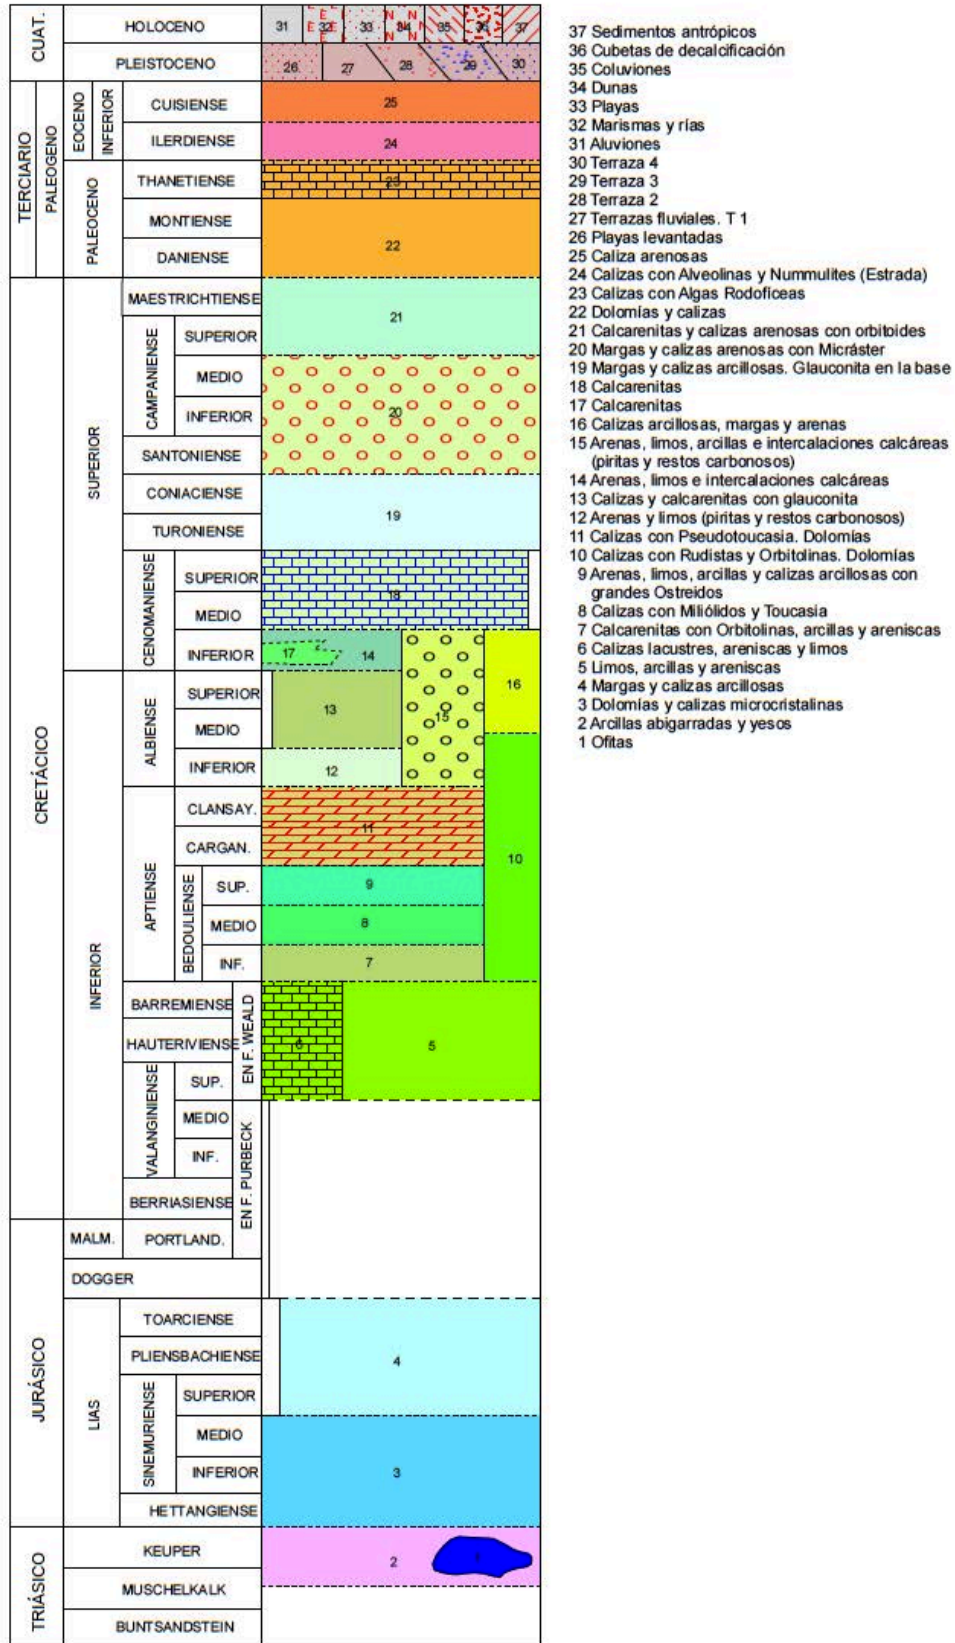 CUAT.
HOLOCENO
31 32 33 34 35 36 37
PLEISTOCENO
26 27 28 29 30
TERCIARIO
PALEOGENO
EOCENO
INFERIOR
CUISIENSE
25
ILERDIENSE
24
PALEOCENO
THANETIENSE
23
MONTIENSE
22
DANIENSE
CRETÁCICO
SUPERIOR
MAESTRICHTIENSE
21
CAMPANIENSE
SUPERIOR
MEDIO
20
INFERIOR
SANTONIENSE
CONIACIENSE
19
TURONIENSE
CENOMANIENSE
SUPERIOR
18
MEDIO
INFERIOR
17
14
16
INFERIOR
ALBIENSE
SUPERIOR
13
15
MEDIO
INFERIOR
12
APTIENSE
CLANSAY.
11
CARGAN.
10
BEDOULIENSE
SUP.
9
MEDIO
8
INF.
7
BARREMIENSE
EN F. WEALD
HAUTERIVIENSE
6
5
VALANGINIENSE
SUP.
MEDIO
EN F. PURBECK
INF.
BERRIASIENSE
JURÁSICO
MALM.
PORTLAND.
DOGGER
LIAS
TOARCIENSE
PLIENSBACHIENSE
4
SINEMURIENSE
SUPERIOR
MEDIO
INFERIOR
3
HETTANGIENSE
TRIÁSICO
KEUPER
2
1
MUSCHELKALK
BUNTSANDSTEIN
37 Sedimentos antrópicos
36 Cubetas de decalcificación
35 Coluviones
34 Dunas
33 Playas
32 Marismas y rías
31 Aluviones
30 Terraza 4
29 Terraza 3
28 Terraza 2
27 Terrazas fluviales. T 1
26 Playas levantadas
25 Caliza arenosas
24 Calizas con Alveolinas y Nummulites (Estrada)
23 Calizas con Algas Rodofíceas
22 Dolomías y calizas
21 Calcarenitas y calizas arenosas con orbitoides
20 Margas y calizas arenosas con Micráster
19 Margas y calizas arcillosas. Glauconita en la base
18 Calcarenitas
17 Calcarenitas
16 Calizas arcillosas, margas y arenas
15 Arenas, limos, arcillas e intercalaciones calcáreas
(piritas y restos carbonosos)
14 Arenas, limos e intercalaciones calcáreas
13 Calizas y calcarenitas con glauconita
12 Arenas y limos (piritas y restos carbonosos)
11 Calizas con Pseudotoucasia. Dolomías
10 Calizas con Rudistas y Orbitolinas. Dolomías
9 Arenas, limos, arcillas y calizas arcillosas con
grandes Ostreidos
8 Calizas con Miliólidos y Toucasia
7 Calcarenitas con Orbitolinas, arcillas y areniscas
6 Calizas lacustres, areniscas y limos
5 Limos, arcillas y areniscas
4 Margas y calizas arcillosas
3 Dolomías y calizas microcristalinas
2 Arcillas abigarradas y yesos
1 Ofitas